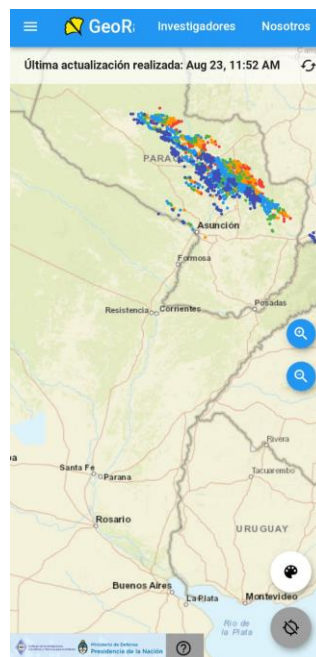 GeoR
Investigadores
Nosotros
Última actualización realizada: Aug 23, 11:52 AM
PARAG
Asunción
Formosa
Resistencia
Corrientes
Posadas
Rivera
Santa Fe
Parana
Tacuarembo
Rosario
URUGUAY
Buenos Aires
La Plata
Montevideo
Rio de
la Plata
Ministerio de Defensa
Presidencia de la Nación